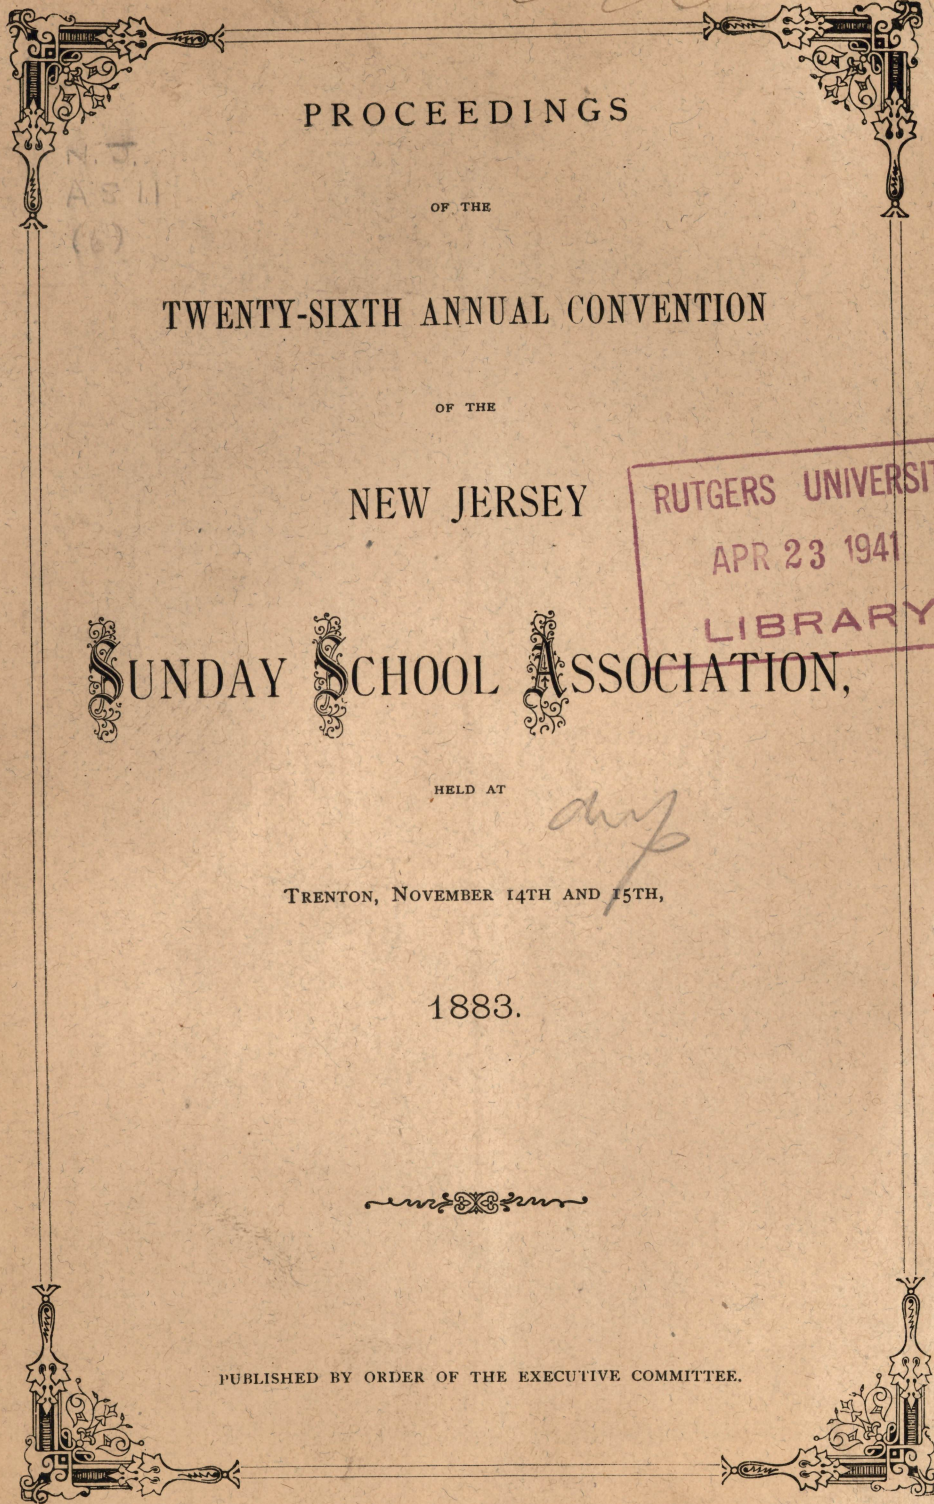 PROCEEDINGS
OF THE
TWENTY-SIXTH ANNUAL CONVENTION
OF THE
NEW JERSEY
RUTGERS UNIVERSIT
APR 23 1941
LIBRARY
SUNDAY SCHOOL ASSOCIATION,
HELD AT
TRENTON, NOVEMBER 14TH AND 15TH,
1883.
PUBLISHED BY ORDER OF THE EXECUTIVE COMMITTEE.